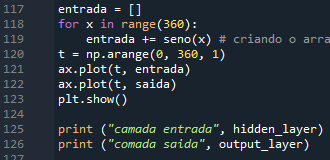 117 entrada = []
118 for x in range(360):
119 entrada += seno(x) # criando o arra
120 t = np.arange(0, 360, 1)
121 ax.plot(t, entrada)
122 ax.plot(t, saida)
123 plt.show()
124
125 print ("camada entrada", hidden_layer)
126 print ("comada saida", output_layer)
127